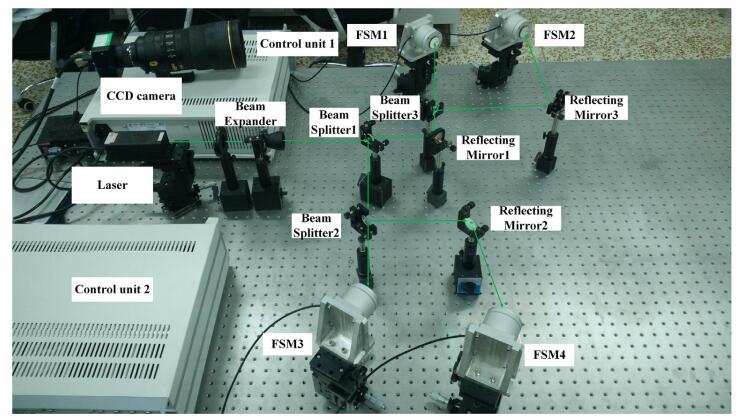 FSM1
FSM2
Control unit 1
CCD camera
Beam
Expander
Beam
Splitter1
Beam
Splitter3
Reflecting
Mirror3
Reflecting
Mirror1
Laser
Beam
Splitter2
Reflecting
Mirror2
Control unit 2
FSM3
FSM4